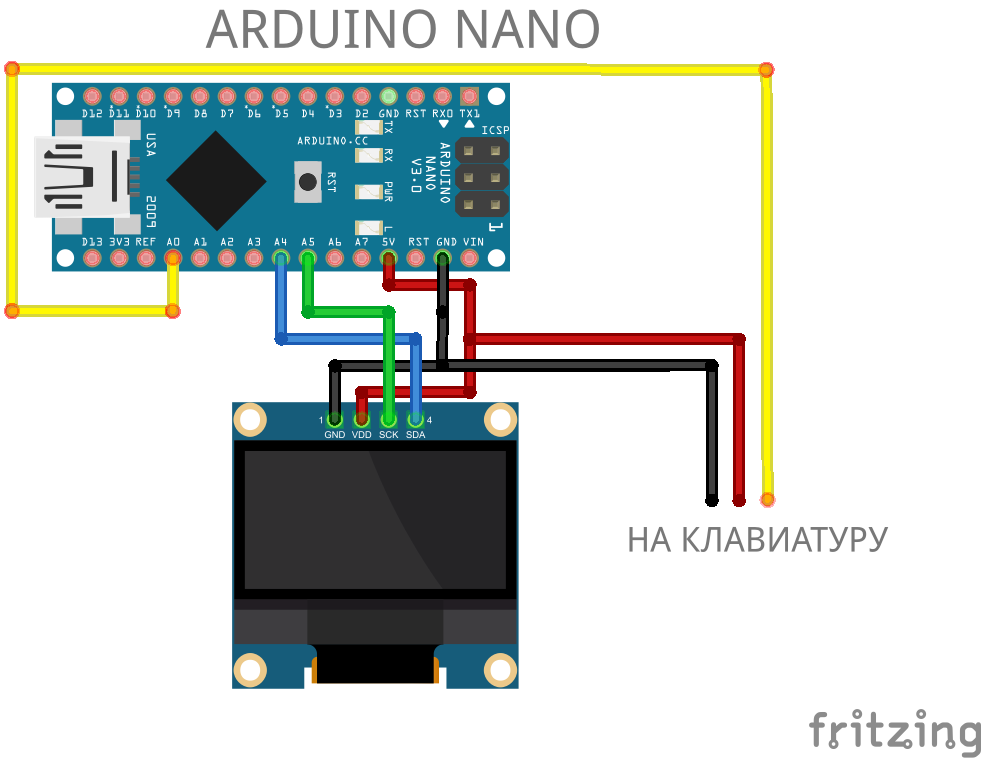 ARDUINO NANO
D12 D11 D10 D9 D8 D7 D6 D5 D4 D3 D2 GND RST RX0 TX1
TX
ICSP
USA
ARDUINO.CC
RX
ARDUINO
NANO
V3.0
RST
PWR
2009
L
1
D13 3V3 REF A0 A1 A2 A3 A4 A5 A6 A7 5V RST GND VIN
1 4
GND VDD SCK SDA
НА КЛАВИАТУРУ
fritzing